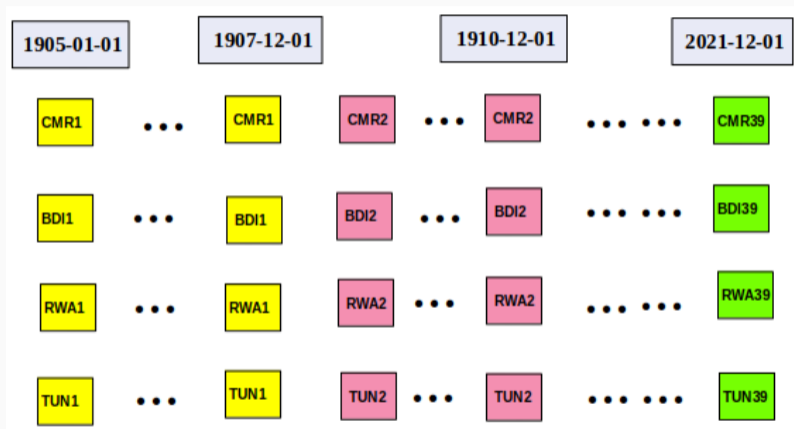 1905-01-01 1907-12-01 1910-12-01 2021-12-01
CMR1 ••• CMR1 CMR2 ••• CMR2 ••• ••• CMR39
BDI1 ••• BDI1 BDI2 ••• BDI2 ••• ••• BDI39
RWA1 ••• RWA1 RWA2 ••• RWA2 ••• ••• RWA39
TUN1 ••• TUN1 TUN2 ••• TUN2 ••• ••• TUN39